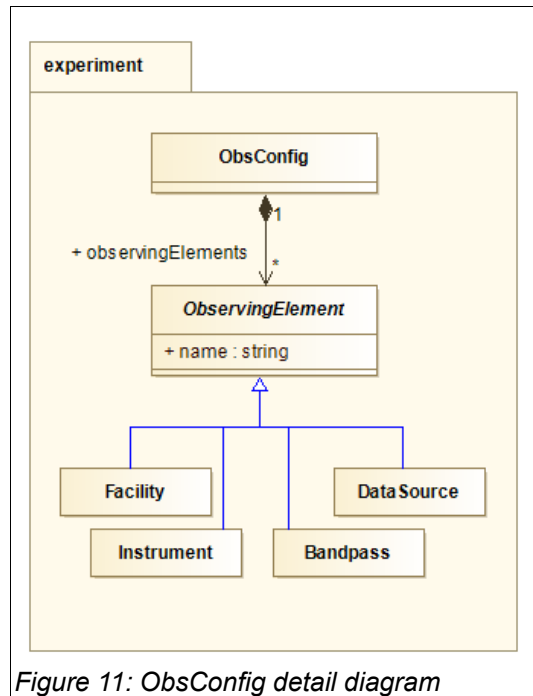 experiment
ObsConfig
1
+ observingElements
*
ObservingElement
+ name : string
Facility
DataSource
Instrument
Bandpass
Figure 11: ObsConfig detail diagram